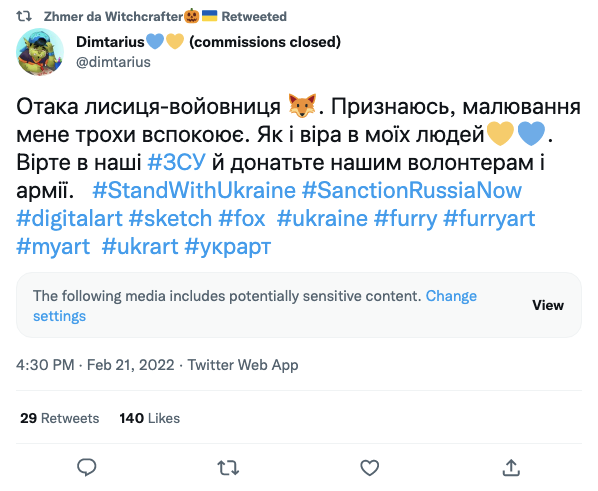 Zhmer da Witchcrafter🎃🇺🇦 Retweeted
Dimtarius💙💛 (commissions closed)
@dimtarius
Отака лисиця-войовниця 🦊. Признаюсь, малювання
мене трохи вспокоює. Як і віра в моїх людей💛💙.
Вірте в наші #ЗСУ й донатьте нашим волонтерам і
армії. #StandWithUkraine #SanctionRussiaNow
#digitalart #sketch #fox #ukraine #furry #furryart
#myart #ukrart #украрт
The following media includes potentially sensitive content. Change
settings
View
4:30 PM · Feb 21, 2022 · Twitter Web App
29 Retweets 140 Likes